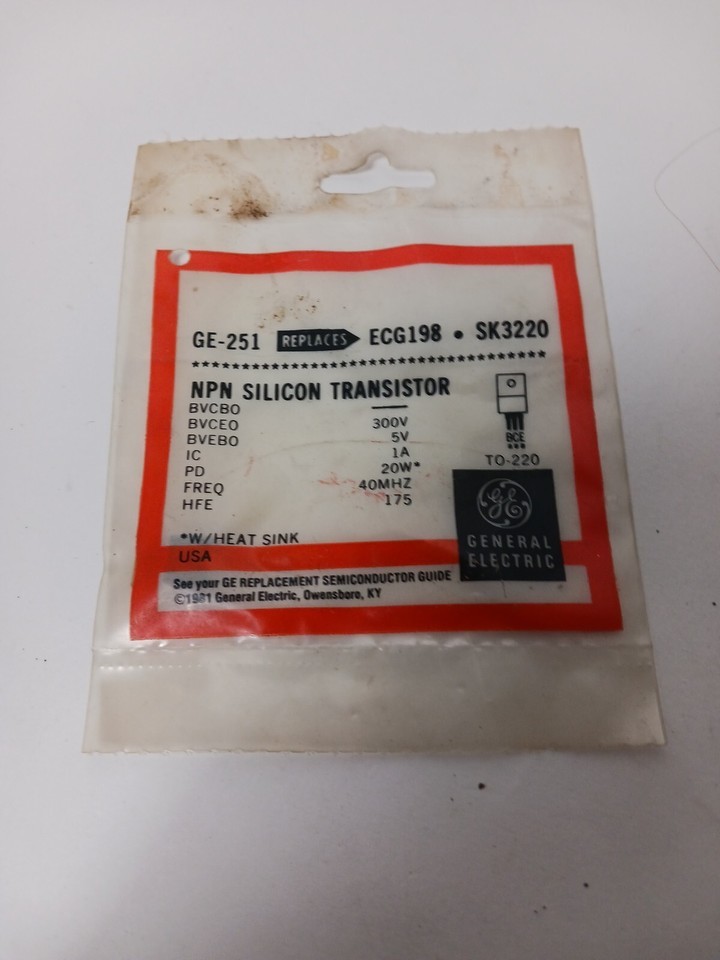 GE-251 REPLACES ECG198 • SK3220
NPN SILICON TRANSISTOR
BVCBO —
BVCEO 300V
BVEBO 5V
IC 1A
PD 20W*
FREQ 40MHZ
HFE 175
BCE
TO-220
*W/HEAT SINK
USA
GE
GENERAL
ELECTRIC
See your GE REPLACEMENT SEMICONDUCTOR GUIDE
©1981 General Electric, Owensboro, KY